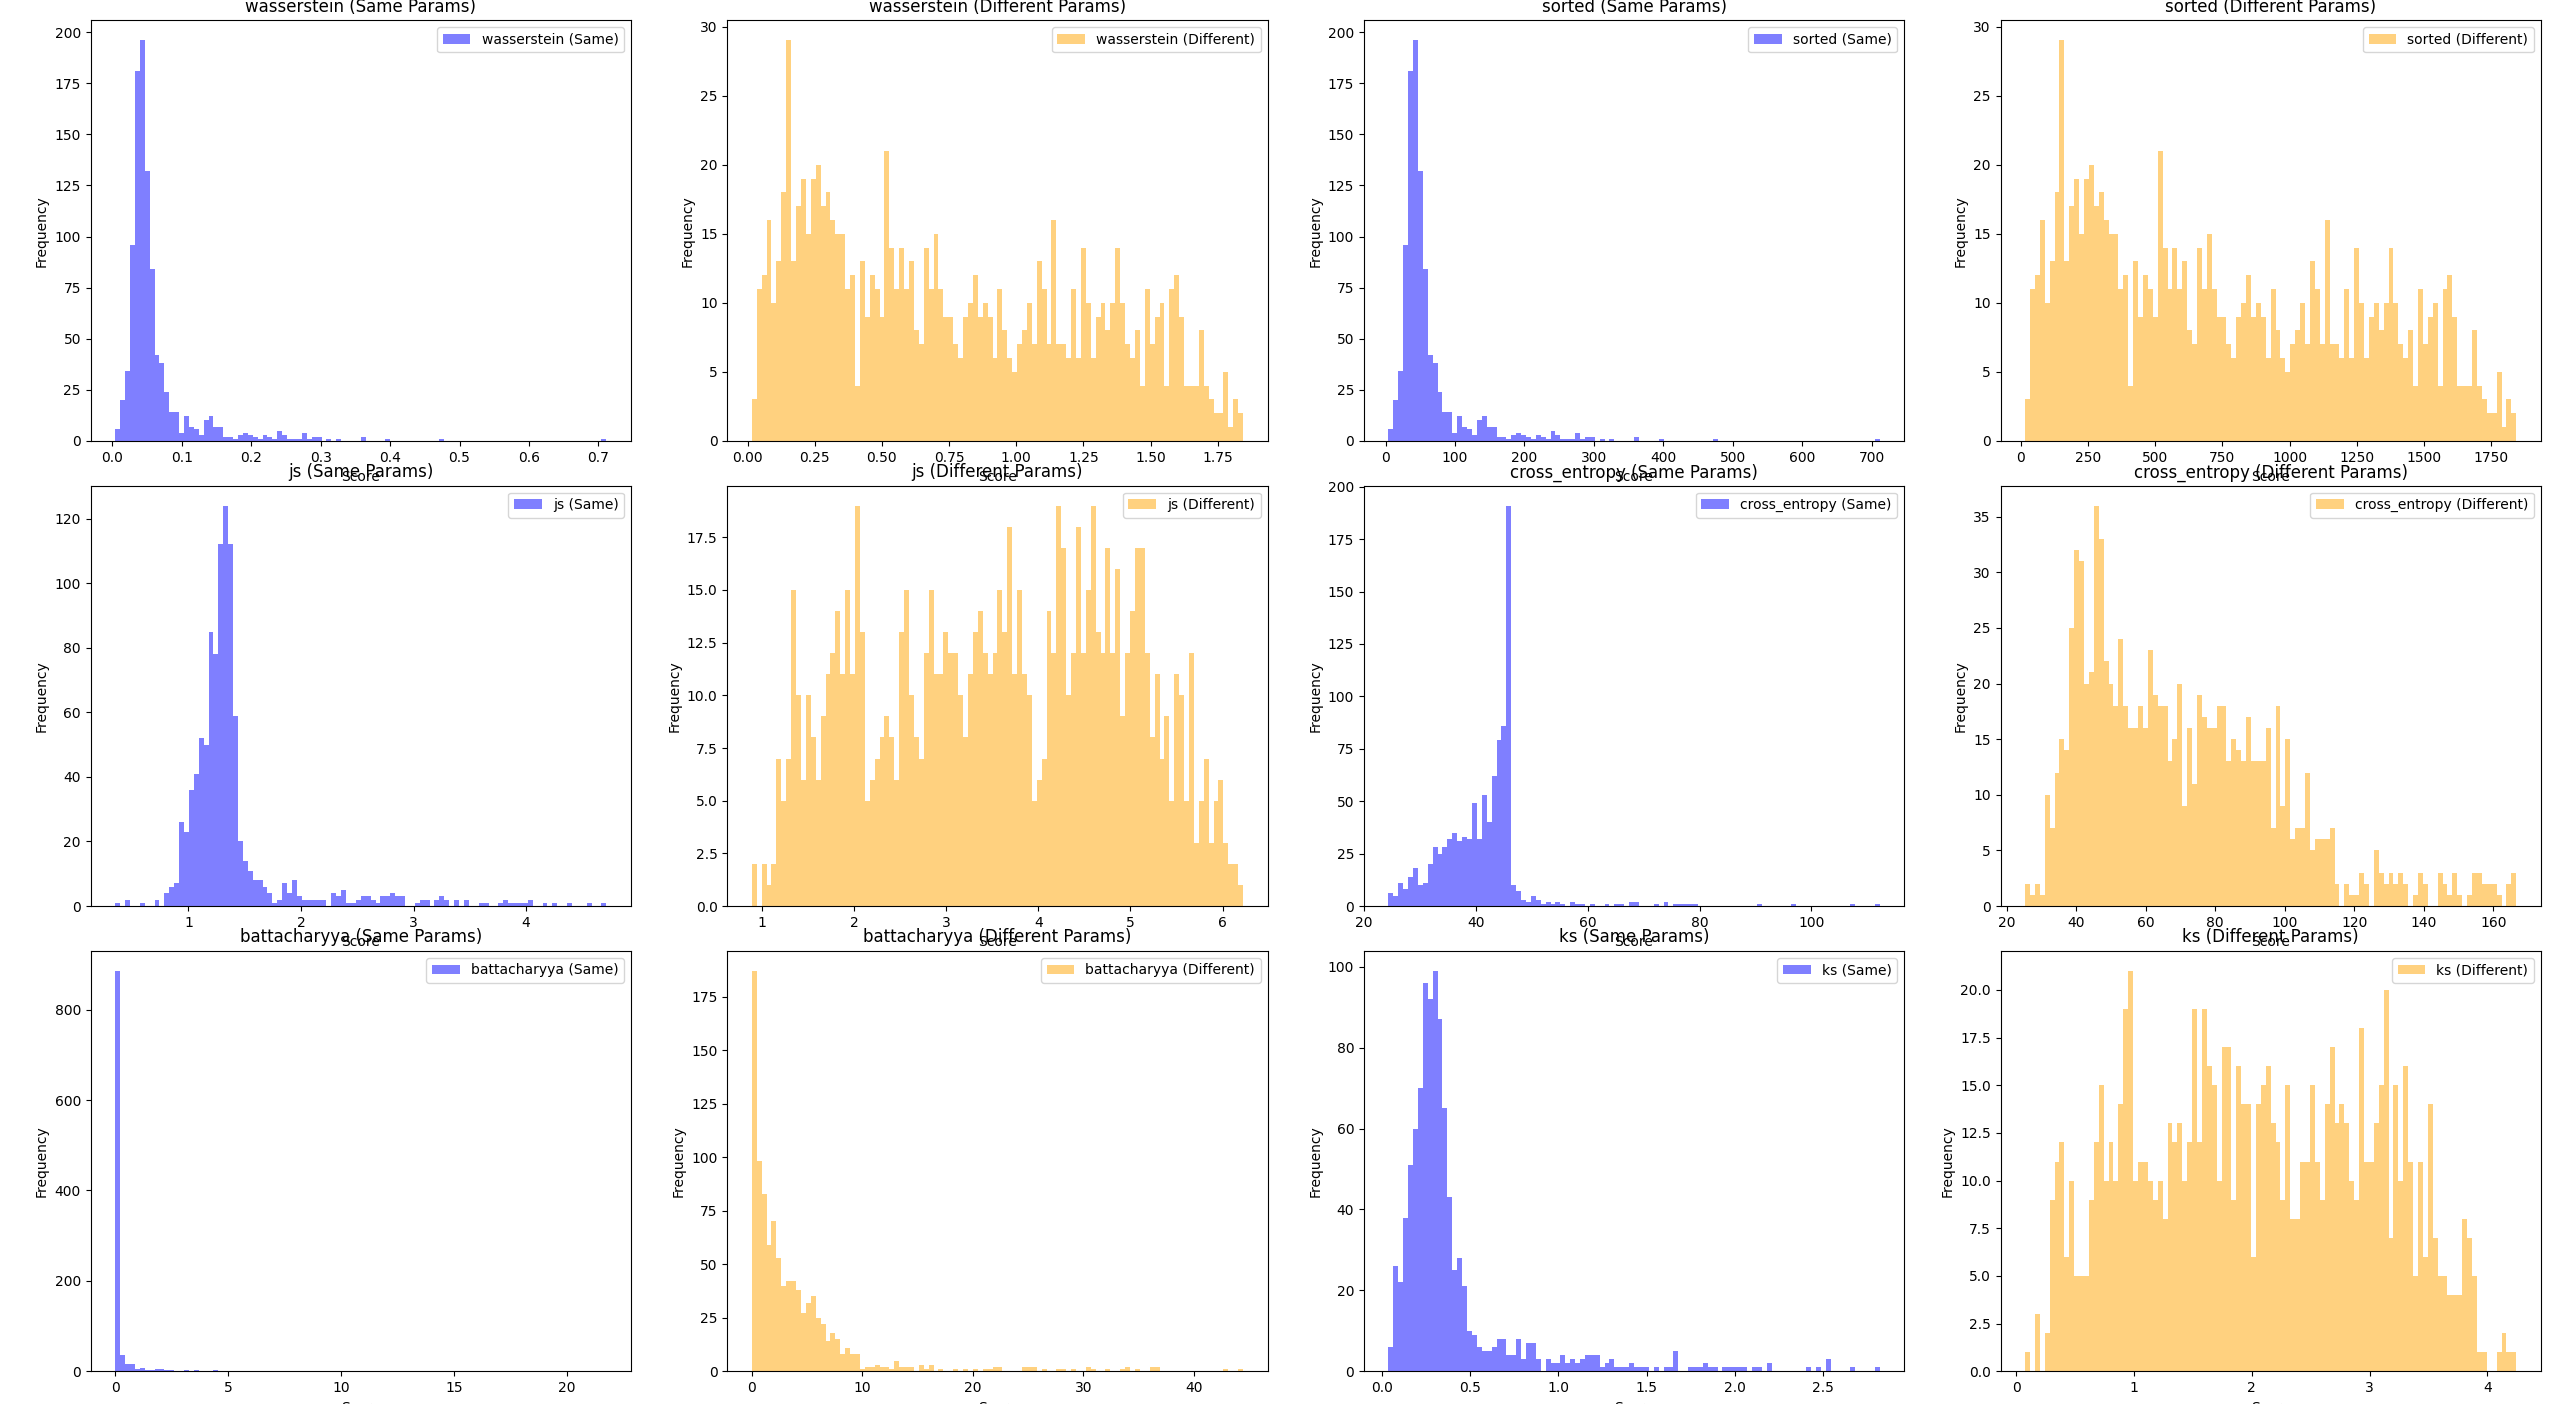 wasserstein (Same Params)
wasserstein (Same)
200
175
150
125
100
75
50
25
0
Frequency
0.0 0.1 0.2 0.3 0.4 0.5 0.6 0.7
Score
wasserstein (Different Params)
wasserstein (Different)
30
25
20
15
10
5
0
Frequency
0.00 0.25 0.50 0.75 1.00 1.25 1.50 1.75
Score
sorted (Same Params)
sorted (Same)
200
175
150
125
100
75
50
25
0
Frequency
0 100 200 300 400 500 600 700
Score
sorted (Different Params)
sorted (Different)
30
25
20
15
10
5
0
Frequency
0 250 500 750 1000 1250 1500 1750
Score
js (Same Params)
js (Same)
120
100
80
60
40
20
0
Frequency
1 2 3 4
Score
js (Different Params)
js (Different)
17.5
15.0
12.5
10.0
7.5
5.0
2.5
0.0
Frequency
1 2 3 4 5 6
Score
cross_entropy (Same Params)
cross_entropy (Same)
200
175
150
125
100
75
50
25
0
Frequency
20 40 60 80 100
Score
cross_entropy (Different Params)
cross_entropy (Different)
35
30
25
20
15
10
5
0
Frequency
20 40 60 80 100 120 140 160
Score
battacharyya (Same Params)
battacharyya (Same)
800
600
400
200
0
Frequency
0 5 10 15 20
battacharyya (Different Params)
battacharyya (Different)
175
150
125
100
75
50
25
0
Frequency
0 10 20 30 40
ks (Same Params)
ks (Same)
100
80
60
40
20
0
Frequency
0.0 0.5 1.0 1.5 2.0 2.5
ks (Different Params)
ks (Different)
20.0
17.5
15.0
12.5
10.0
7.5
5.0
2.5
0.0
Frequency
0 1 2 3 4